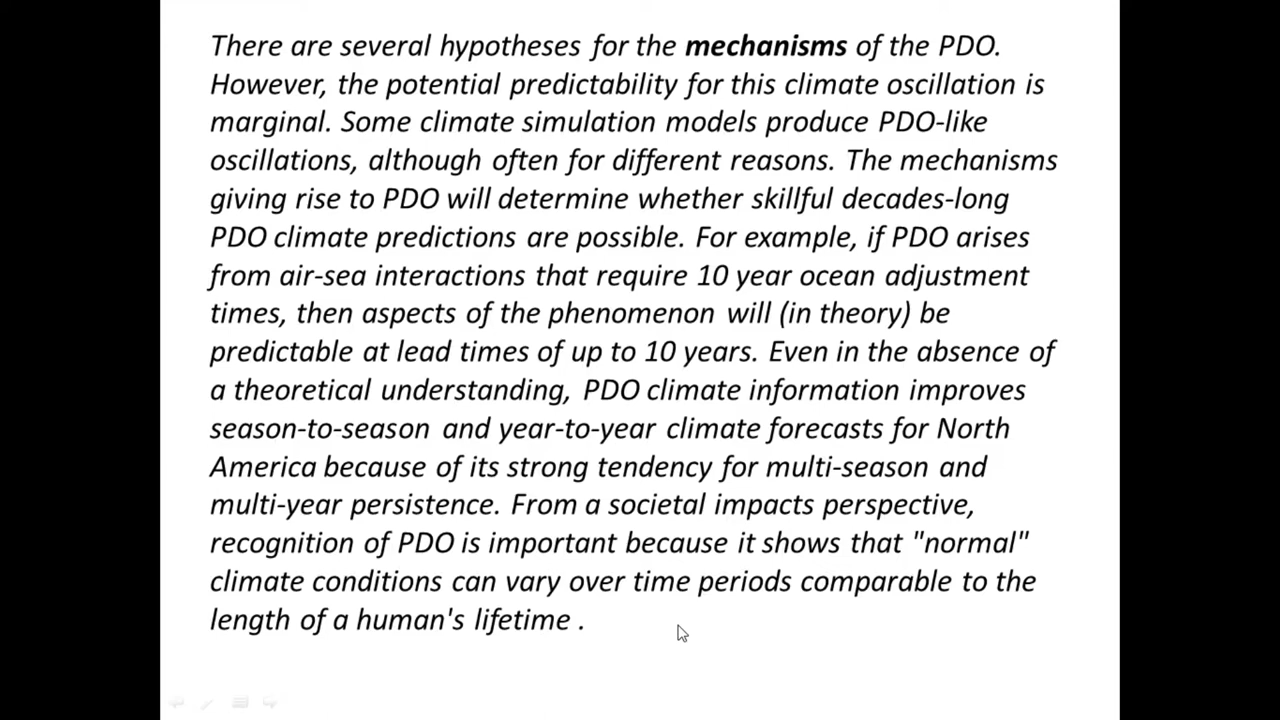 There are several hypotheses for the mechanisms of the PDO.
However, the potential predictability for this climate oscillation is
marginal. Some climate simulation models produce PDO-like
oscillations, although often for different reasons. The mechanisms
giving rise to PDO will determine whether skillful decades-long
PDO climate predictions are possible. For example, if PDO arises
from air-sea interactions that require 10 year ocean adjustment
times, then aspects of the phenomenon will (in theory) be
predictable at lead times of up to 10 years. Even in the absence of
a theoretical understanding, PDO climate information improves
season-to-season and year-to-year climate forecasts for North
America because of its strong tendency for multi-season and
multi-year persistence. From a societal impacts perspective,
recognition of PDO is important because it shows that "normal"
climate conditions can vary over time periods comparable to the
length of a human's lifetime .